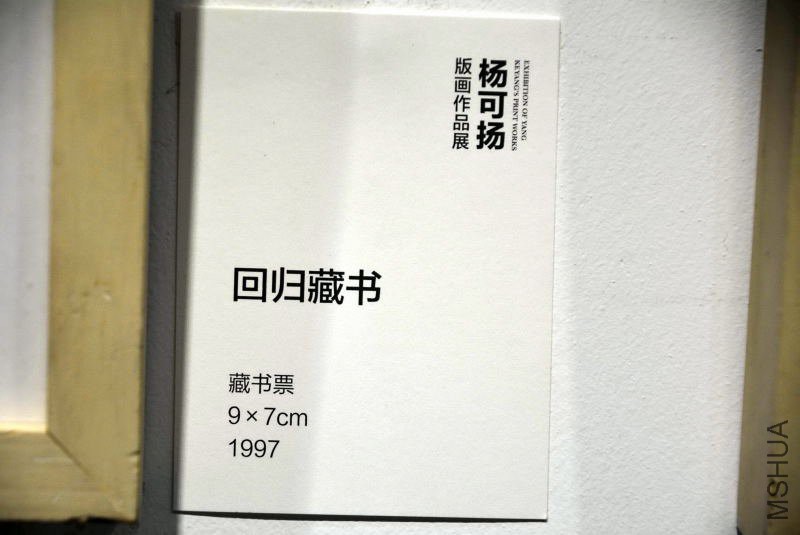 杨可扬
版画作品展
EXHIBITION OF YANG
KEYANG'S PRINT WORKS
回归藏书
藏书票
9×7cm
1997
MSHUA